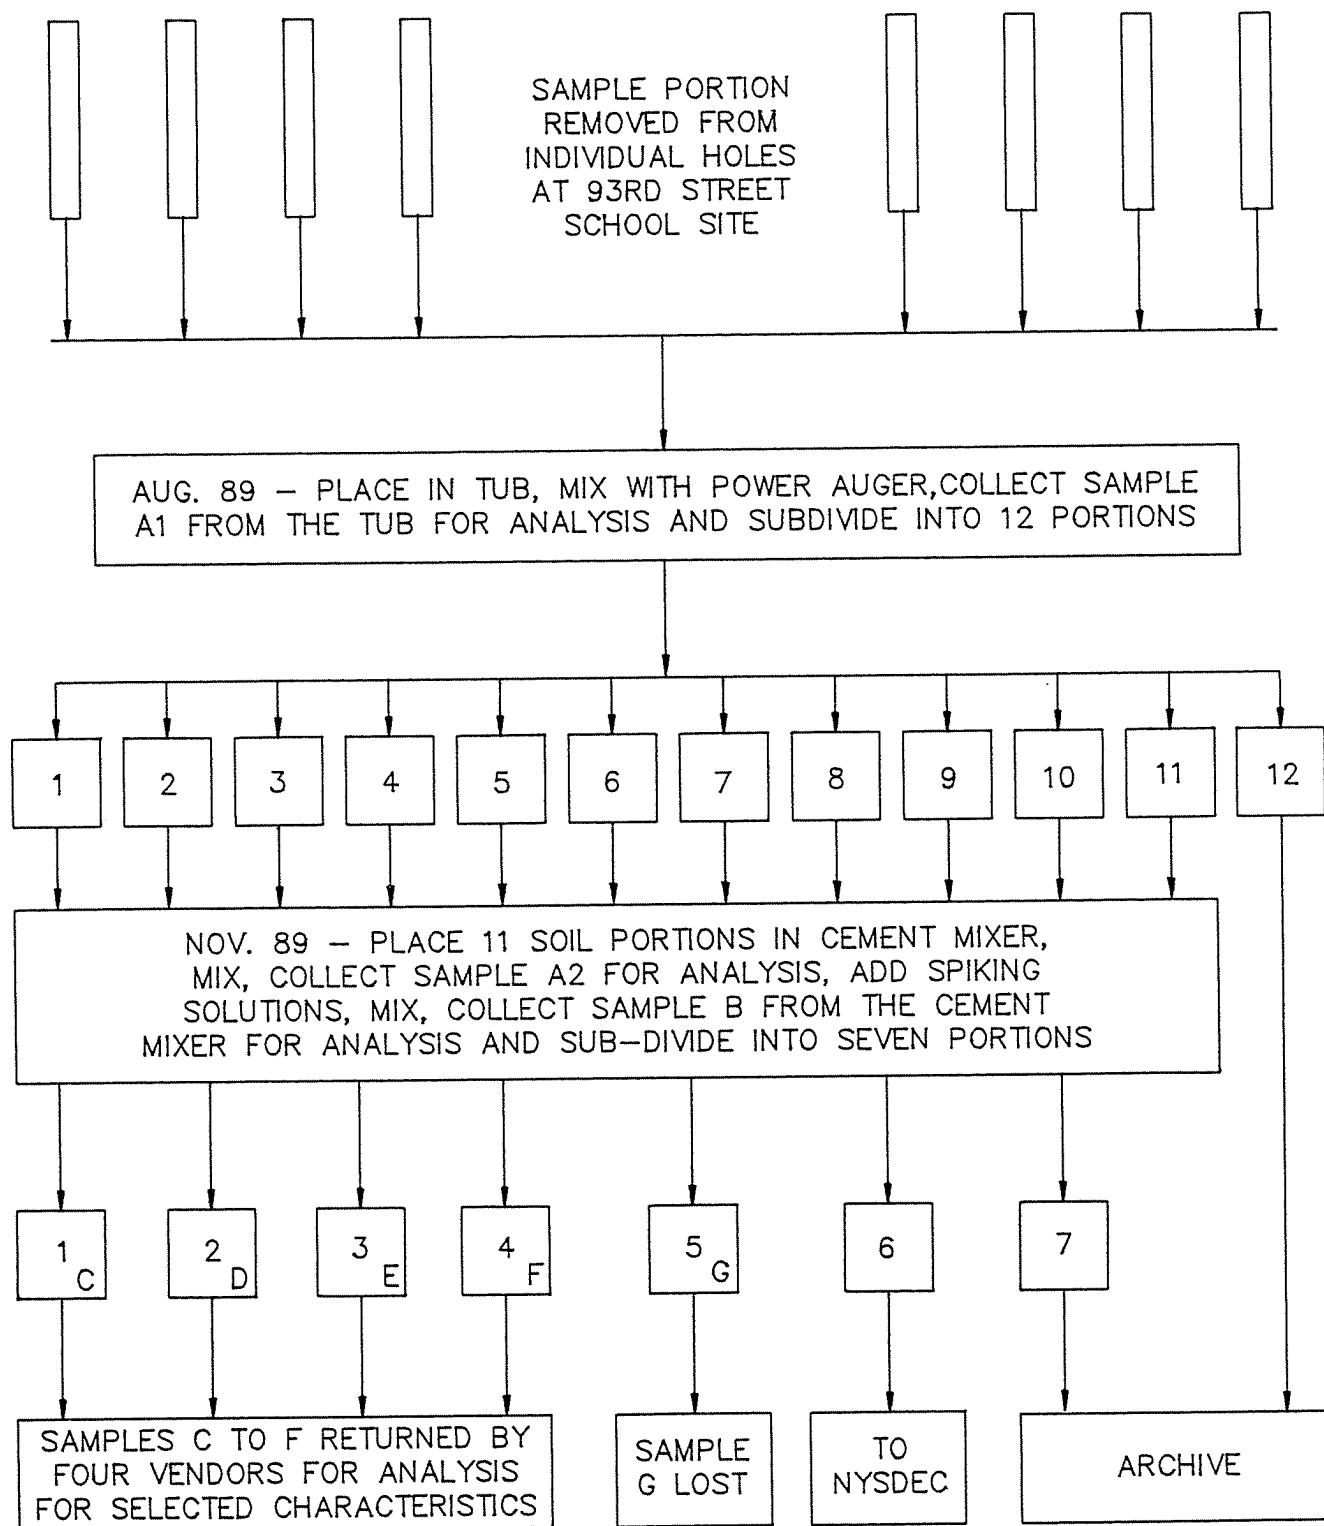 SAMPLE PORTION
REMOVED FROM
INDIVIDUAL HOLES
AT 93RD STREET
SCHOOL SITE
AUG. 89 – PLACE IN TUB, MIX WITH POWER AUGER,COLLECT SAMPLE
A1 FROM THE TUB FOR ANALYSIS AND SUBDIVIDE INTO 12 PORTIONS
1 2 3 4 5 6 7 8 9 10 11 12
NOV. 89 – PLACE 11 SOIL PORTIONS IN CEMENT MIXER,
MIX, COLLECT SAMPLE A2 FOR ANALYSIS, ADD SPIKING
SOLUTIONS, MIX, COLLECT SAMPLE B FROM THE CEMENT
MIXER FOR ANALYSIS AND SUB–DIVIDE INTO SEVEN PORTIONS
1 C 2 D 3 E 4 F 5 G 6 7
SAMPLES C TO F RETURNED BY
FOUR VENDORS FOR ANALYSIS
FOR SELECTED CHARACTERISTICS
SAMPLE
G LOST
TO
NYSDEC
ARCHIVE